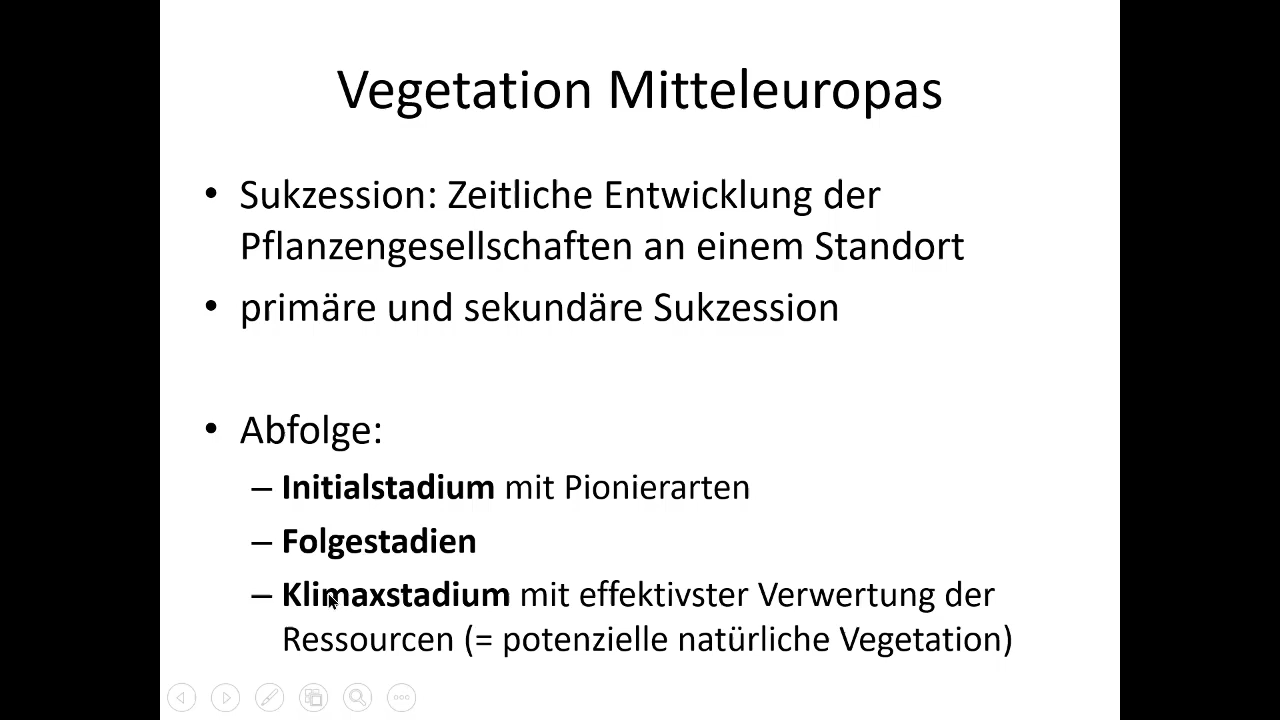 Vegetation Mitteleuropas
• Sukzession: Zeitliche Entwicklung der
Pflanzengesellschaften an einem Standort
• primäre und sekundäre Sukzession
• Abfolge:
– Initialstadium mit Pionierarten
– Folgestadien
– Klimaxstadium mit effektivster Verwertung der
Ressourcen (= potenzielle natürliche Vegetation)